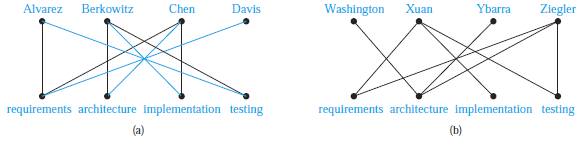 Alvarez Berkowitz Chen Davis
requirements architecture implementation testing
(a)
Washington Xuan Ybarra Ziegler
requirements architecture implementation testing
(b)